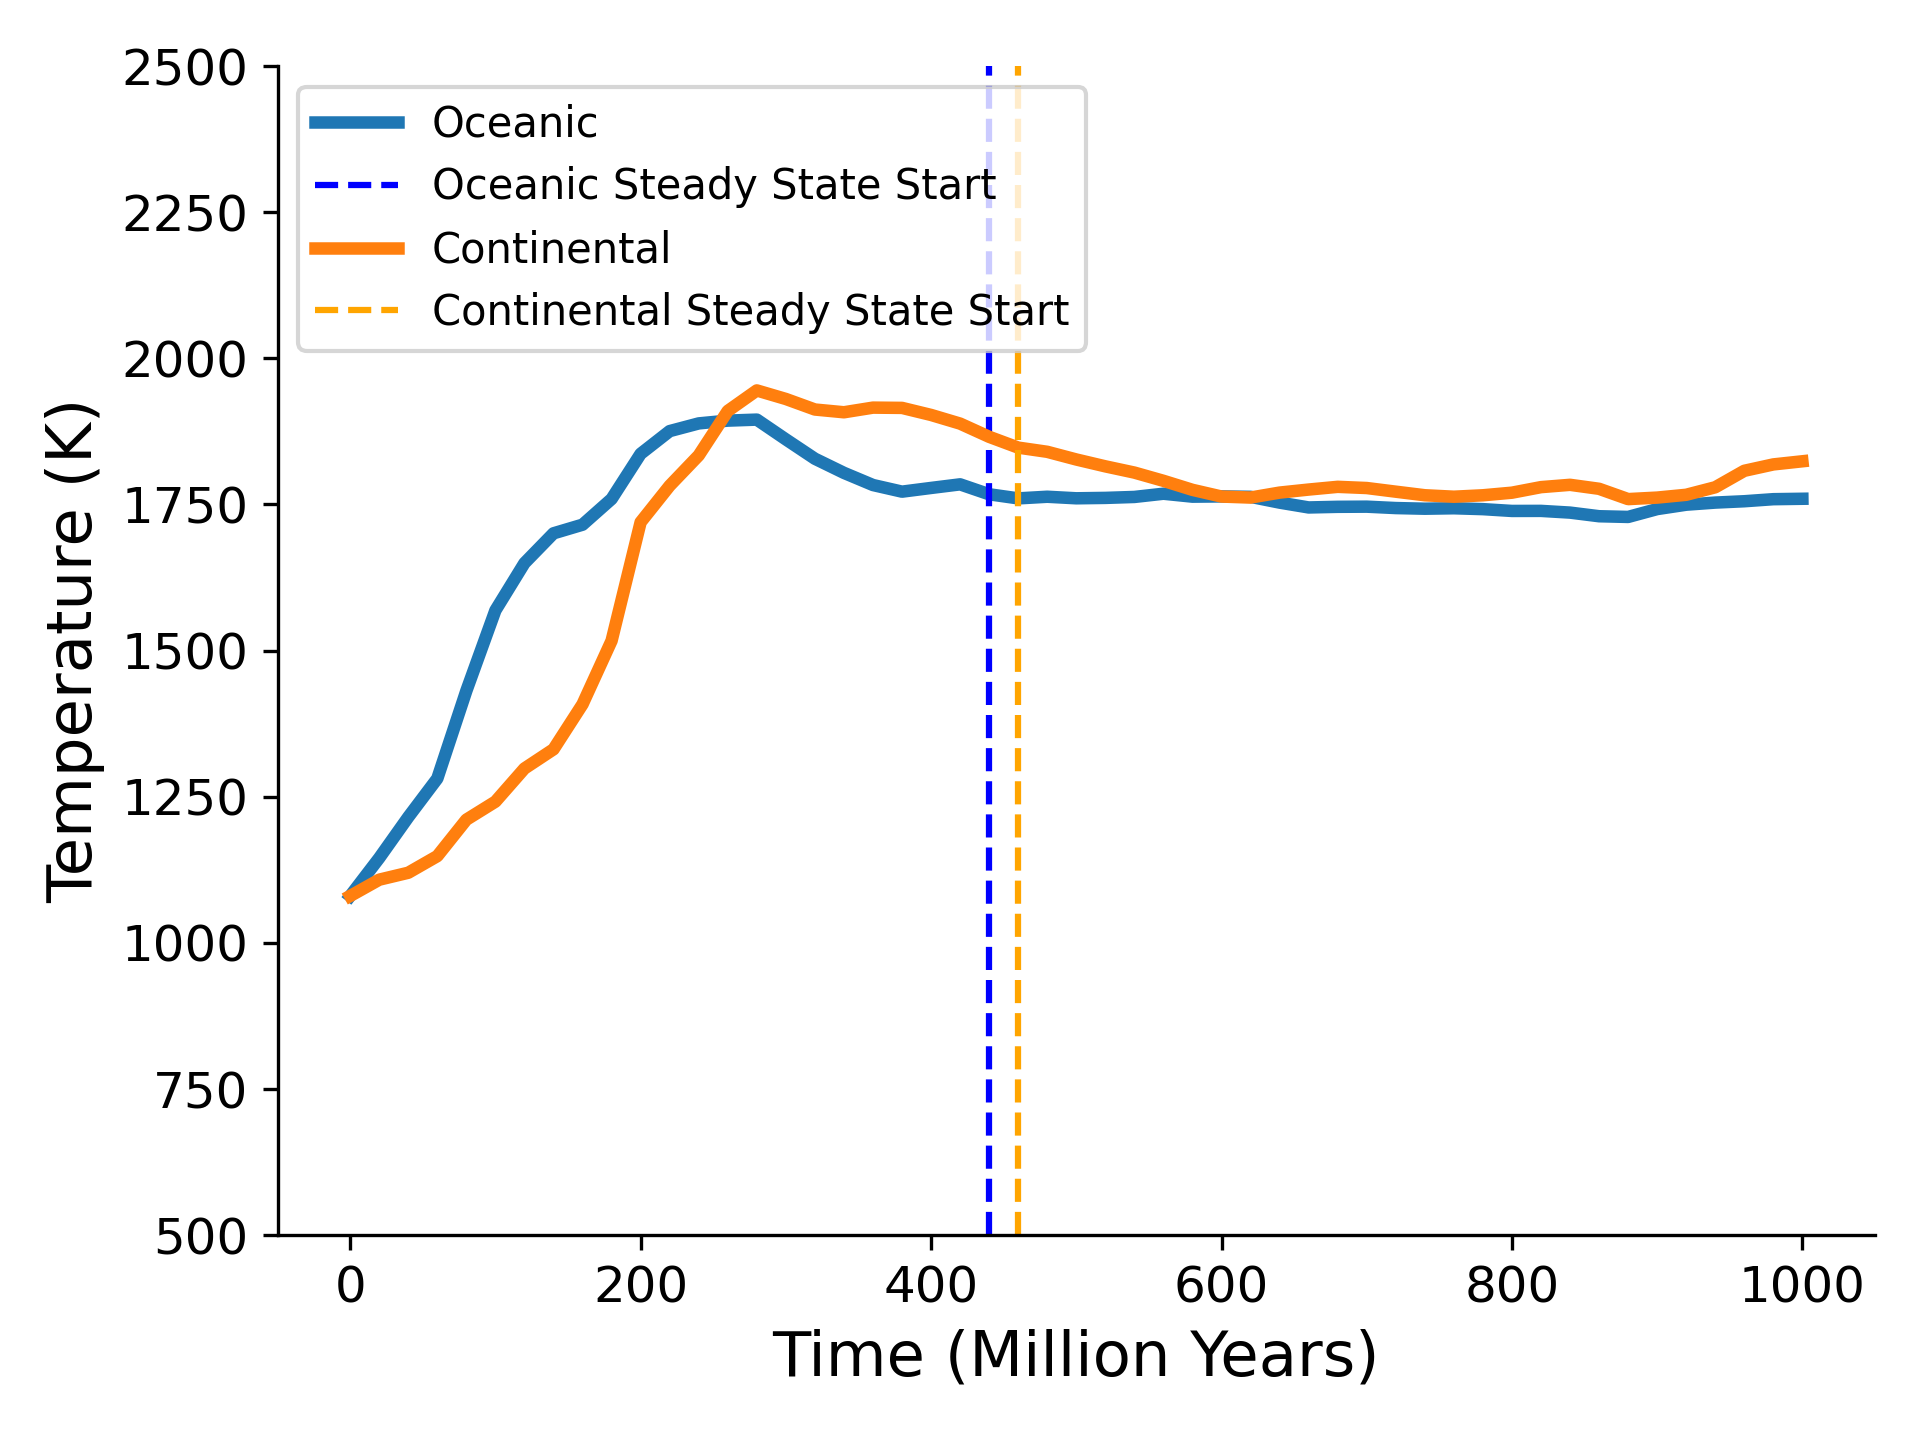 2500
2250
2000
1750
1500
1250
1000
750
500
Temperature (K)
Oceanic
Oceanic Steady State Start
Continental
Continental Steady State Start
0 200 400 600 800 1000
Time (Million Years)